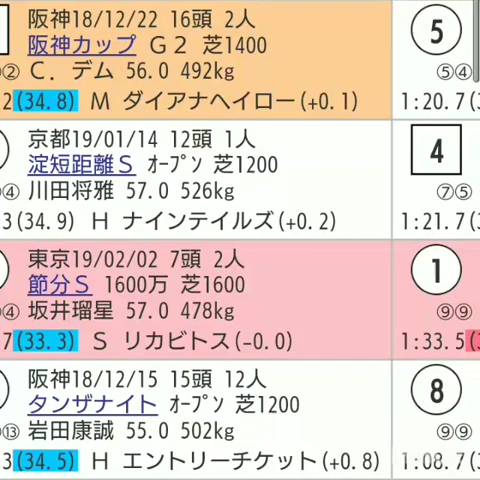 阪神18/12/22 16頭 2人
阪神カップ G2 芝1400
② C．デム 56.0 492kg
2(34.8) M ダイアナヘイロー(+0.1)
5
⑤④
1:20.7(3
京都19/01/14 12頭 1人
淀短距離S ｵｰﾌﾟﾝ 芝1200
④ 川田将雅 57.0 526kg
3(34.9) H ナインテイルズ(+0.2)
4
⑦⑤
1:21.7(3
東京19/02/02 7頭 2人
節分S 1600万 芝1600
④ 坂井瑠星 57.0 478kg
7(33.3) S リカビトス(-0.0)
1
⑨⑨
1:33.5(3
阪神18/12/15 15頭 12人
タンザナイト ｵｰﾌﾟﾝ 芝1200
⑬ 岩田康誠 55.0 502kg
3(34.5) H エントリーチケット(+0.8)
8
⑨⑨
1:08.7(3